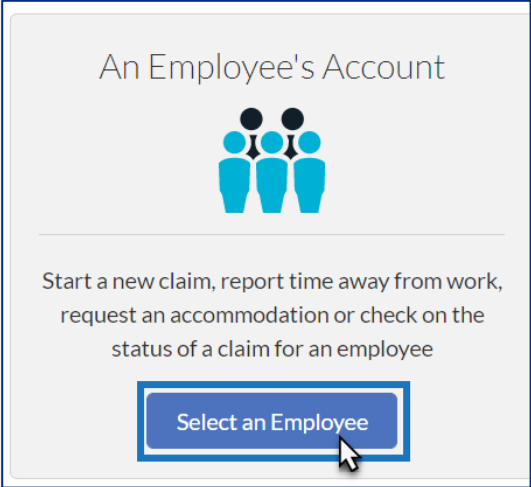 An Employee's Account
Start a new claim, report time away from work,
request an accommodation or check on the
status of a claim for an employee
Select an Employee